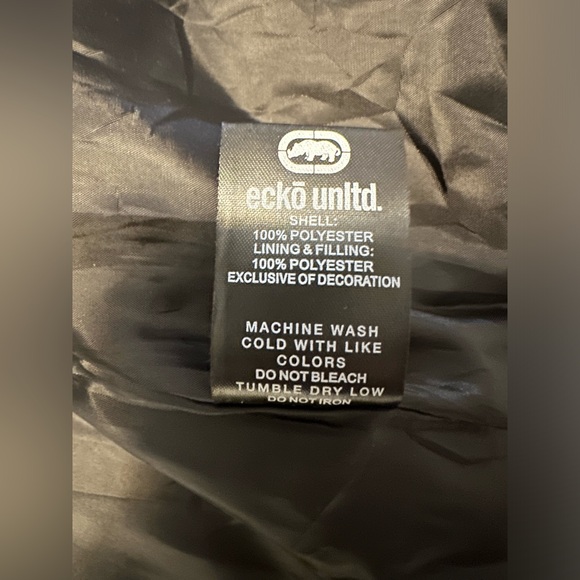 eckō unltd.
SHELL:
100% POLYESTER
LINING & FILLING:
100% POLYESTER
EXCLUSIVE OF DECORATION
MACHINE WASH
COLD WITH LIKE
COLORS
DO NOT BLEACH
TUMBLE DRY LOW
DO NOT IRON